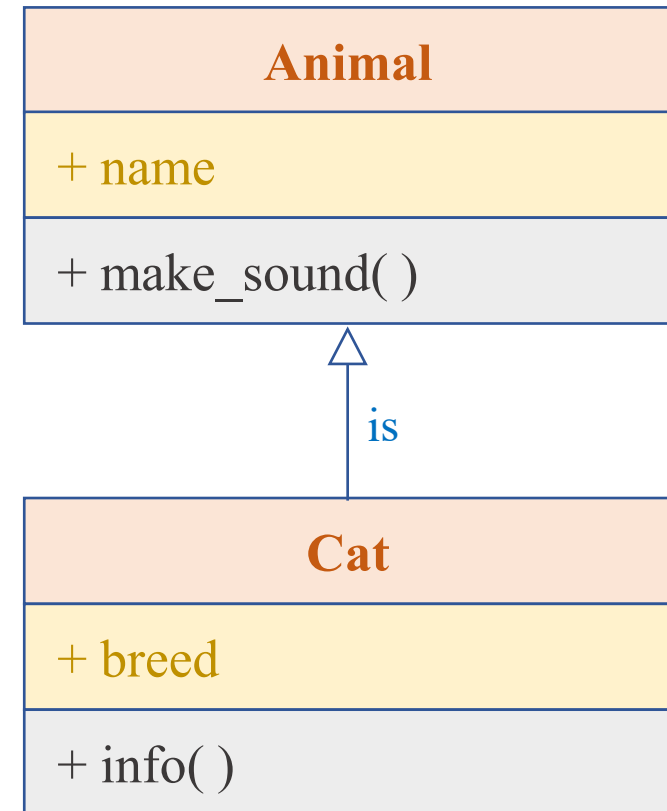 Animal
+ name
+ make_sound( )
is
Cat
+ breed
+ info( )